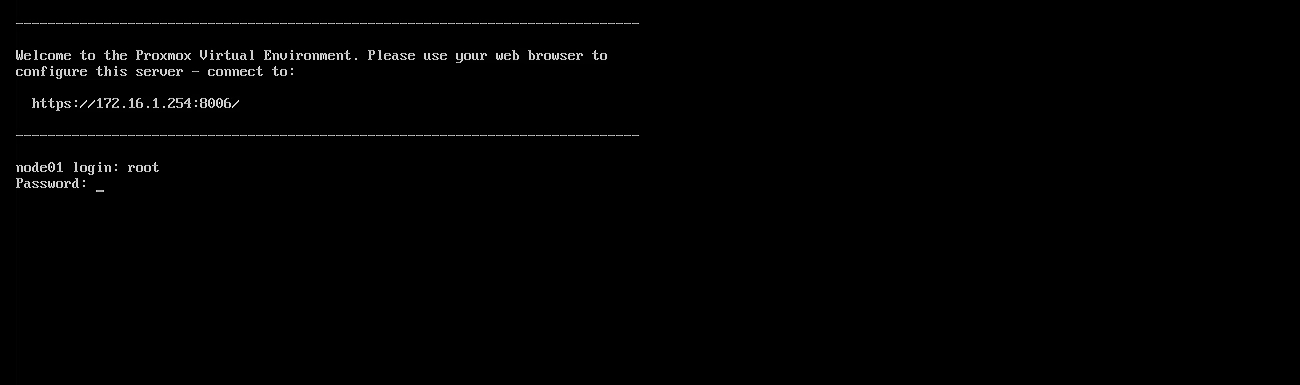 Welcome to the Proxmox Virtual Environment. Please use your web browser to
configure this server - connect to:
https://172.16.1.254:8006/
node01 login: root
Password: _